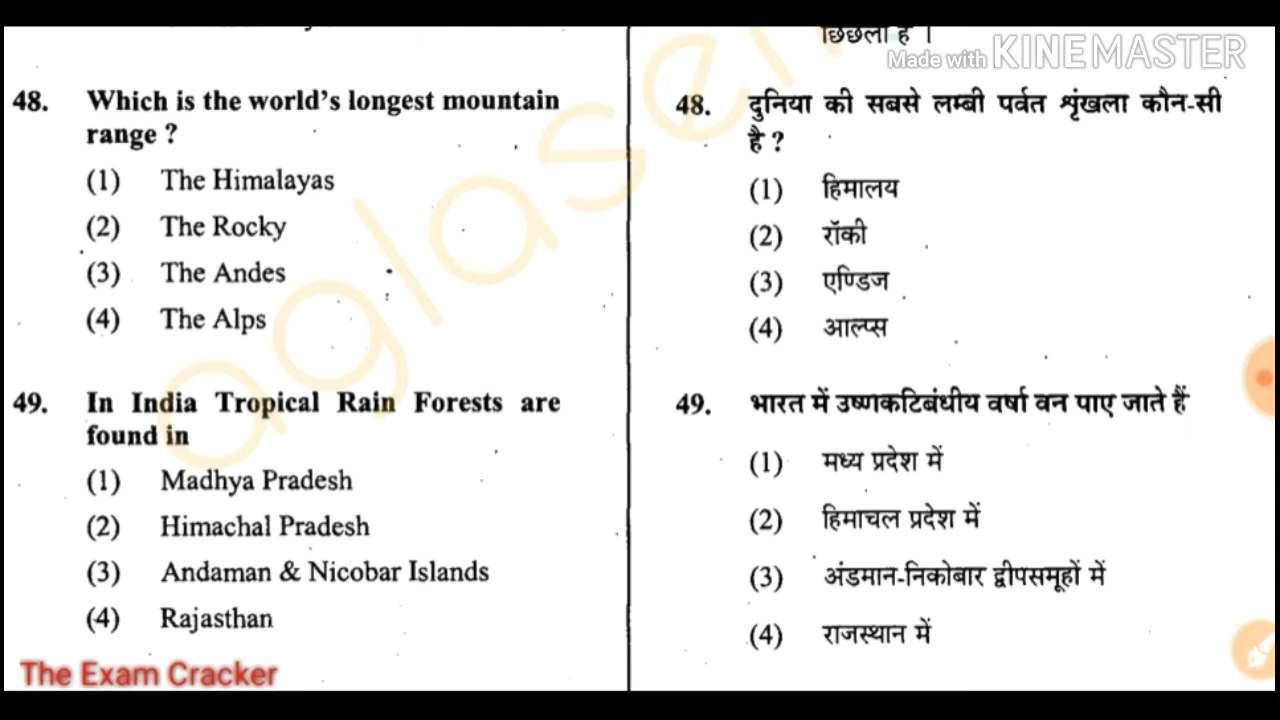 छिछला है ।
Made with KINEMASTER
48. Which is the world's longest mountain
range ?
(1) The Himalayas
(2) The Rocky
(3) The Andes
(4) The Alps
49. In India Tropical Rain Forests are
found in
(1) Madhya Pradesh
(2) Himachal Pradesh
(3) Andaman & Nicobar Islands
(4) Rajasthan
The Exam Cracker
48. दुनिया की सबसे लम्बी पर्वत शृंखला कौन-सी
है ?
(1) हिमालय
(2) रॉकी
(3) एण्डिज
(4) आल्प्स
49. भारत में उष्णकटिबंधीय वर्षा वन पाए जाते हैं
(1) मध्य प्रदेश में
(2) हिमाचल प्रदेश में
(3) अंडमान-निकोबार द्वीपसमूहों में
(4) राजस्थान में